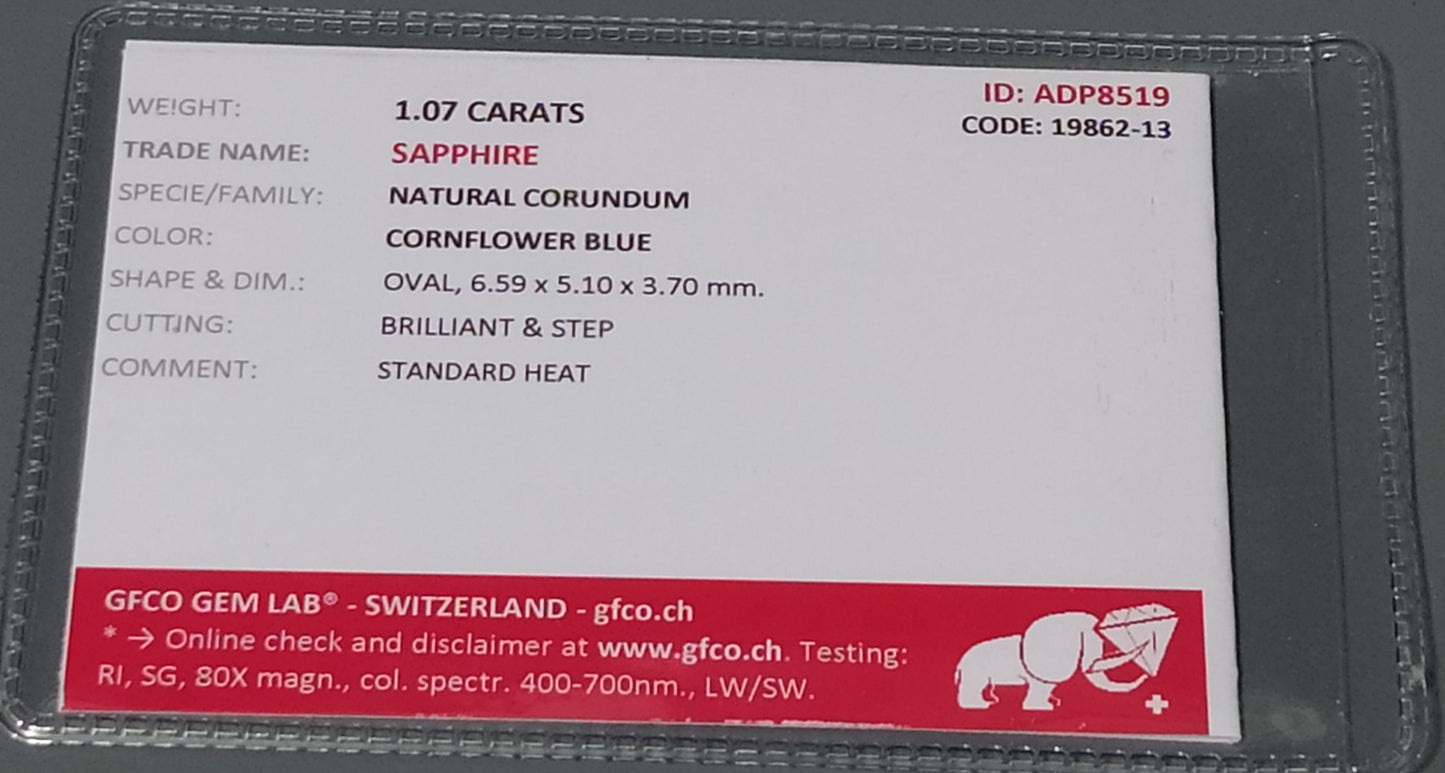 ID: ADP8519
CODE: 19862-13
WEIGHT: 1.07 CARATS
TRADE NAME: SAPPHIRE
SPECIE/FAMILY: NATURAL CORUNDUM
COLOR: CORNFLOWER BLUE
SHAPE & DIM.: OVAL, 6.59 x 5.10 x 3.70 mm.
CUTTING: BRILLIANT & STEP
COMMENT: STANDARD HEAT
GFCO GEM LAB® - SWITZERLAND - gfco.ch
* → Online check and disclaimer at www.gfco.ch. Testing:
RI, SG, 80X magn., col. spectr. 400-700nm., LW/SW.